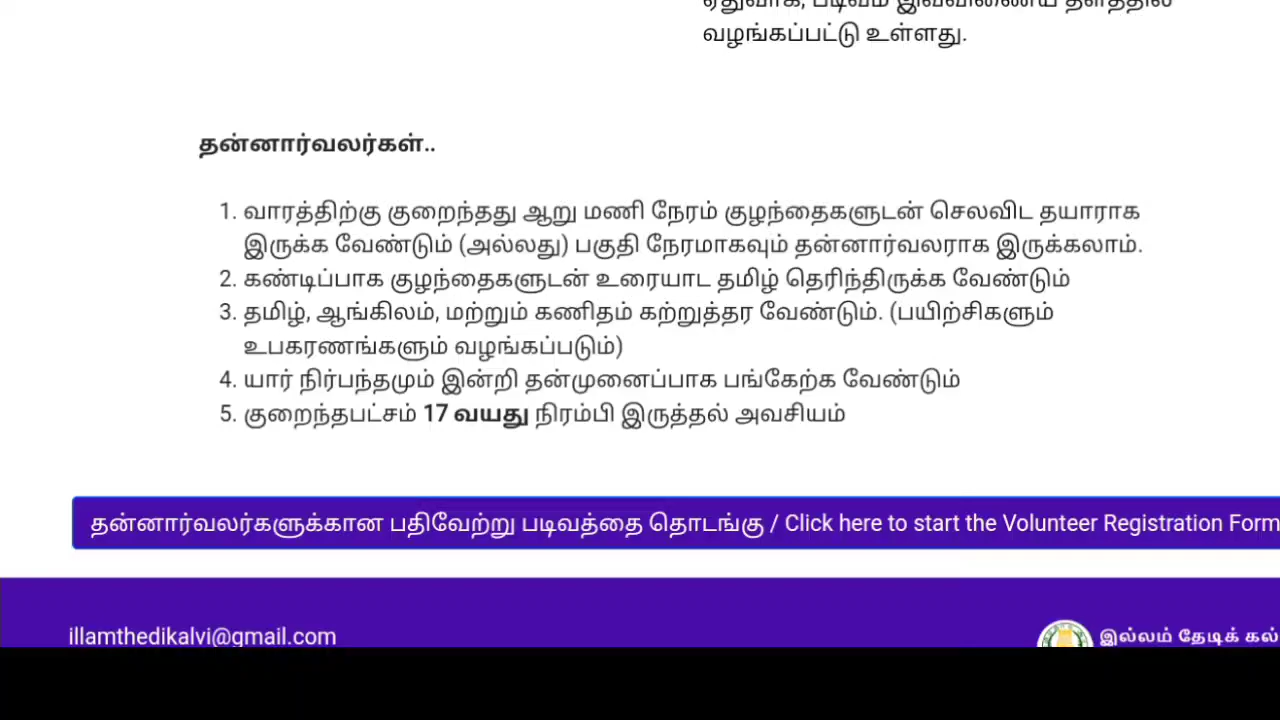 வழங்கப்பட்டு உள்ளது.
தன்னார்வலர்கள்..
1. வாரத்திற்கு குறைந்தது ஆறு மணி நேரம் குழந்தைகளுடன் செலவிட தயாராக
இருக்க வேண்டும் (அல்லது) பகுதி நேரமாகவும் தன்னார்வலராக இருக்கலாம்.
2. கண்டிப்பாக குழந்தைகளுடன் உரையாட தமிழ் தெரிந்திருக்க வேண்டும்
3. தமிழ், ஆங்கிலம், மற்றும் கணிதம் கற்றுத்தர வேண்டும். (பயிற்சிகளும்
உபகரணங்களும் வழங்கப்படும்)
4. யார் நிர்பந்தமும் இன்றி தன்முனைப்பாக பங்கேற்க வேண்டும்
5. குறைந்தபட்சம் 17 வயது நிரம்பி இருத்தல் அவசியம்
தன்னார்வலர்களுக்கான பதிவேற்று படிவத்தை தொடங்கு / Click here to start the Volunteer Registration Form
illamthedikalvi@gmail.com
இல்லம் தேடிக் கல்